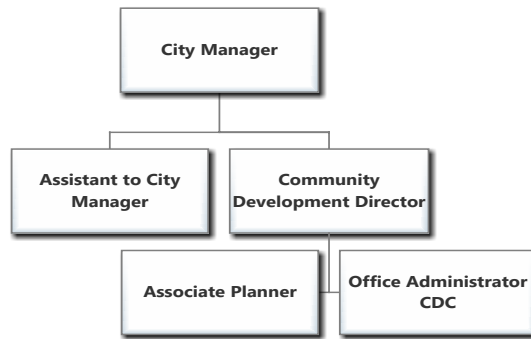 City Manager
Assistant to City
Manager
Community
Development Director
Associate Planner
Office Administrator
CDC